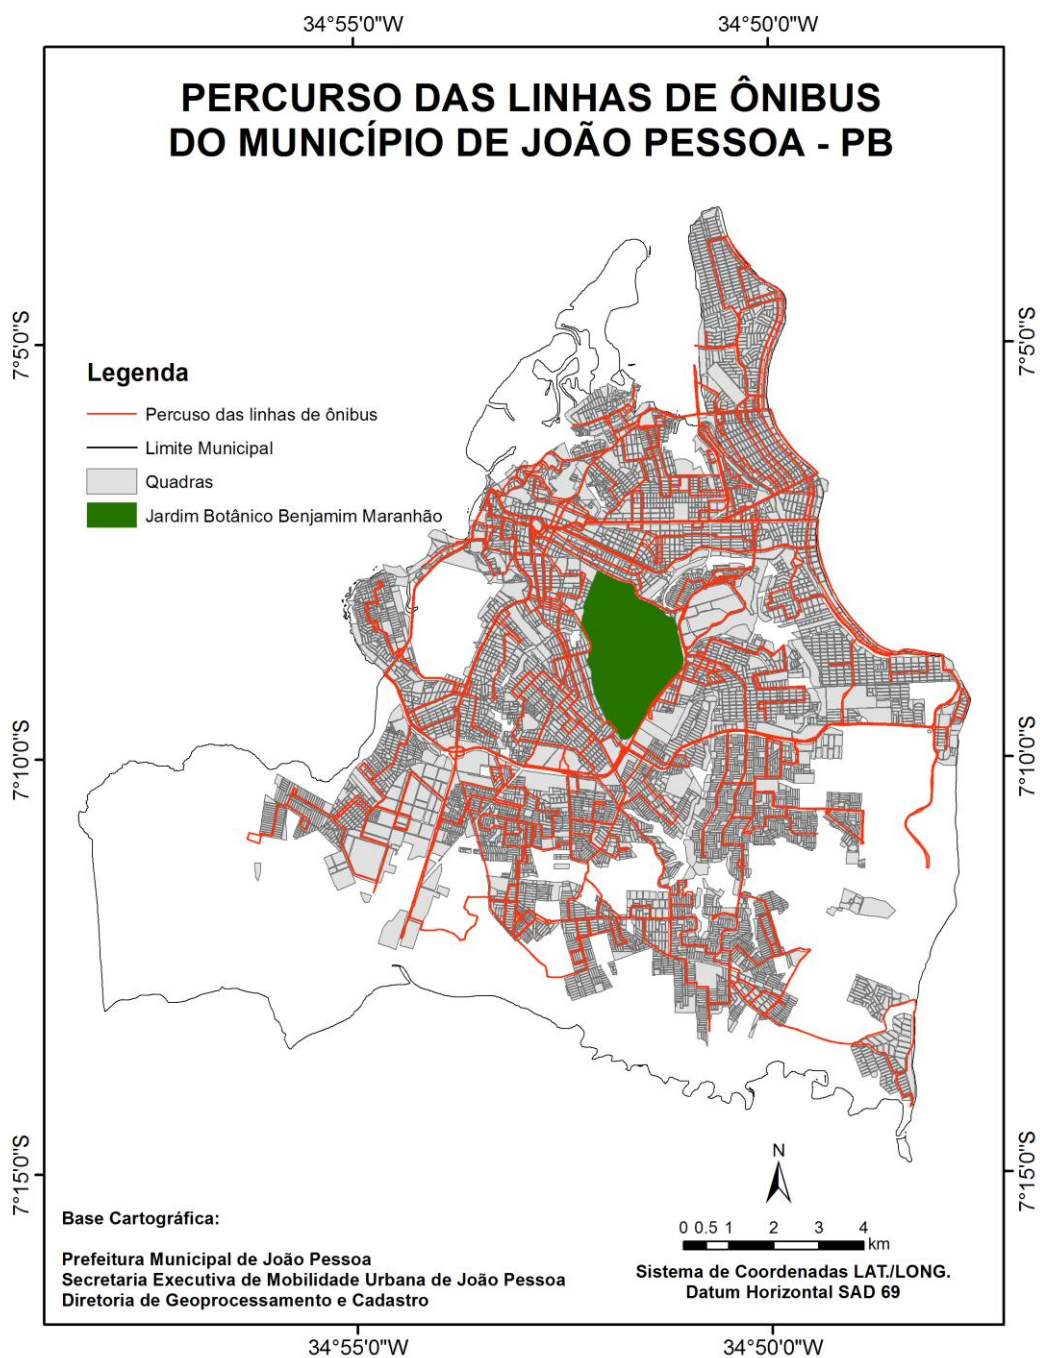 34°55'0"W
34°50'0"W
PERCURSO DAS LINHAS DE ÔNIBUS
DO MUNICÍPIO DE JOÃO PESSOA - PB
7°5'0"S
7°5'0"S
Legenda
Percuso das linhas de ônibus
Limite Municipal
Quadras
Jardim Botânico Benjamim Maranhão
7°10'0"S
7°10'0"S
7°15'0"S
7°15'0"S
N
Base Cartográfica:
Prefeitura Municipal de João Pessoa
Secretaria Executiva de Mobilidade Urbana de João Pessoa
Diretoria de Geoprocessamento e Cadastro
0 0.5 1 2 3 4
km
Sistema de Coordenadas LAT./LONG.
Datum Horizontal SAD 69
34°55'0"W
34°50'0"W